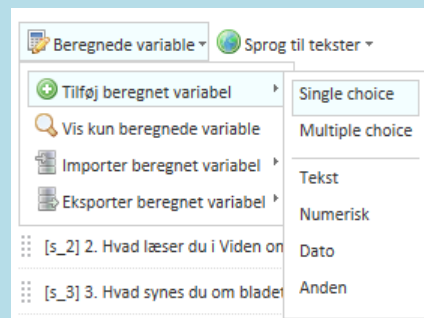 Beregnede variable
Sprog til tekster
Tilføj beregnet variabel
Vis kun beregnede variable
Importer beregnet variabel
Eksporter beregnet variabel
Single choice
Multiple choice
Tekst
Numerisk
Dato
Anden
[s_2] 2. Hvad læser du i Viden om
[s_3] 3. Hvad synes du om bladet